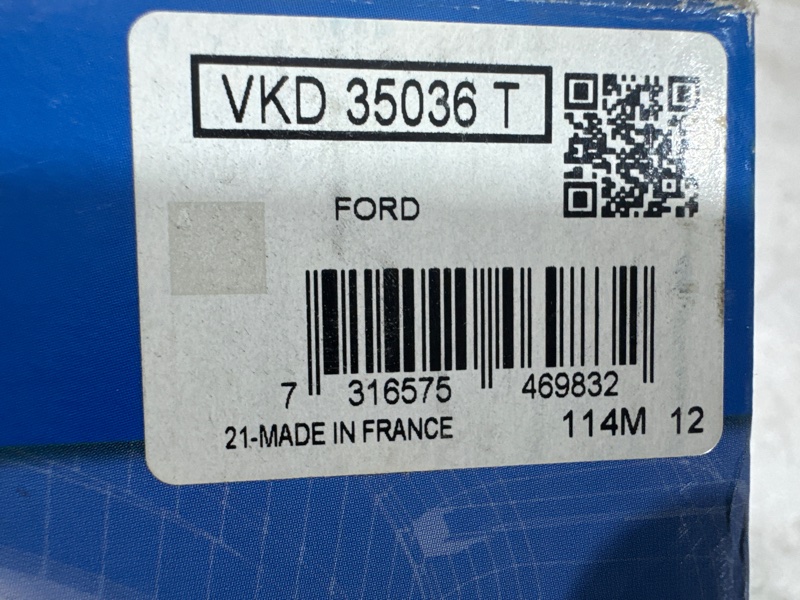 VKD 35036 T
FORD
7 316575 469832
21-MADE IN FRANCE
114M 12